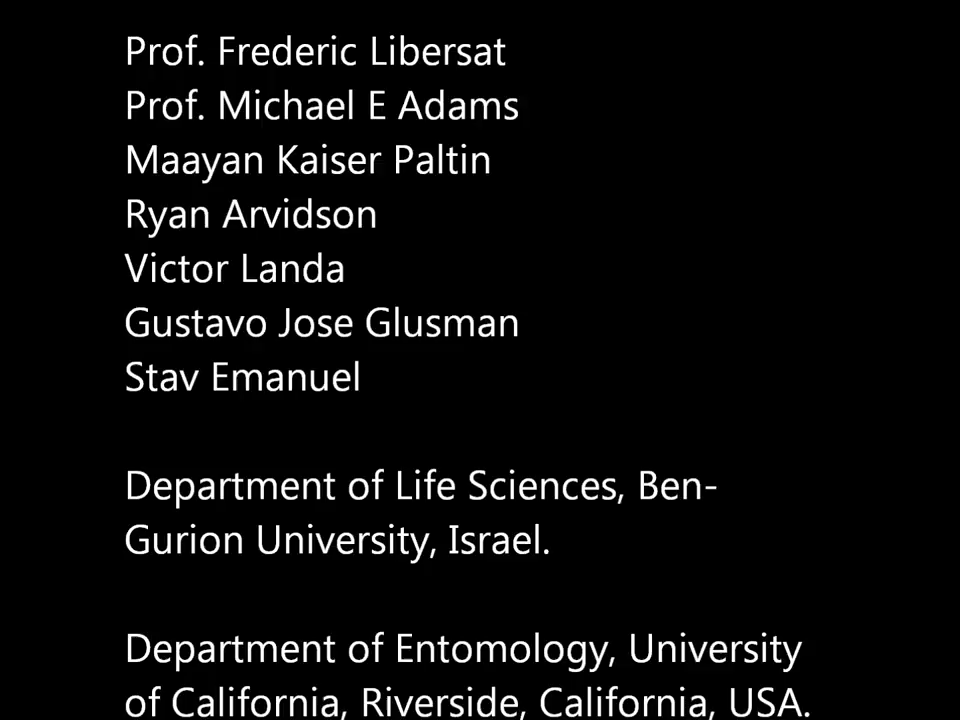 Prof. Frederic Libersat
Prof. Michael E Adams
Maayan Kaiser Paltin
Ryan Arvidson
Victor Landa
Gustavo Jose Glusman
Stav Emanuel
Department of Life Sciences, Ben-
Gurion University, Israel.
Department of Entomology, University
of California, Riverside, California, USA.